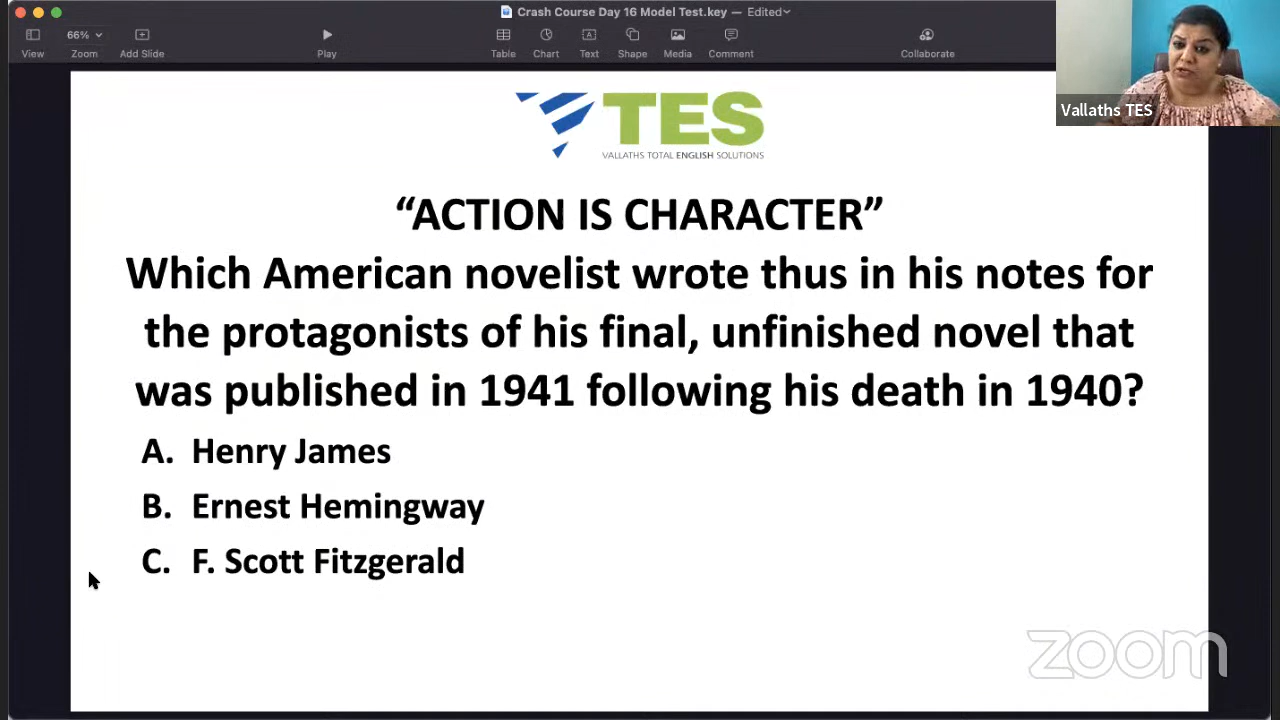 Crash Course Day 16 Model Test.key — Edited
66%
View
Zoom
Add Slide
Play
Table
Chart
Text
Shape
Media
Comment
Collaborate
Vallaths TES
TES
VALLATHS TOTAL ENGLISH SOLUTIONS
“ACTION IS CHARACTER”
Which American novelist wrote thus in his notes for
the protagonists of his final, unfinished novel that
was published in 1941 following his death in 1940?
A. Henry James
B. Ernest Hemingway
C. F. Scott Fitzgerald
zoom